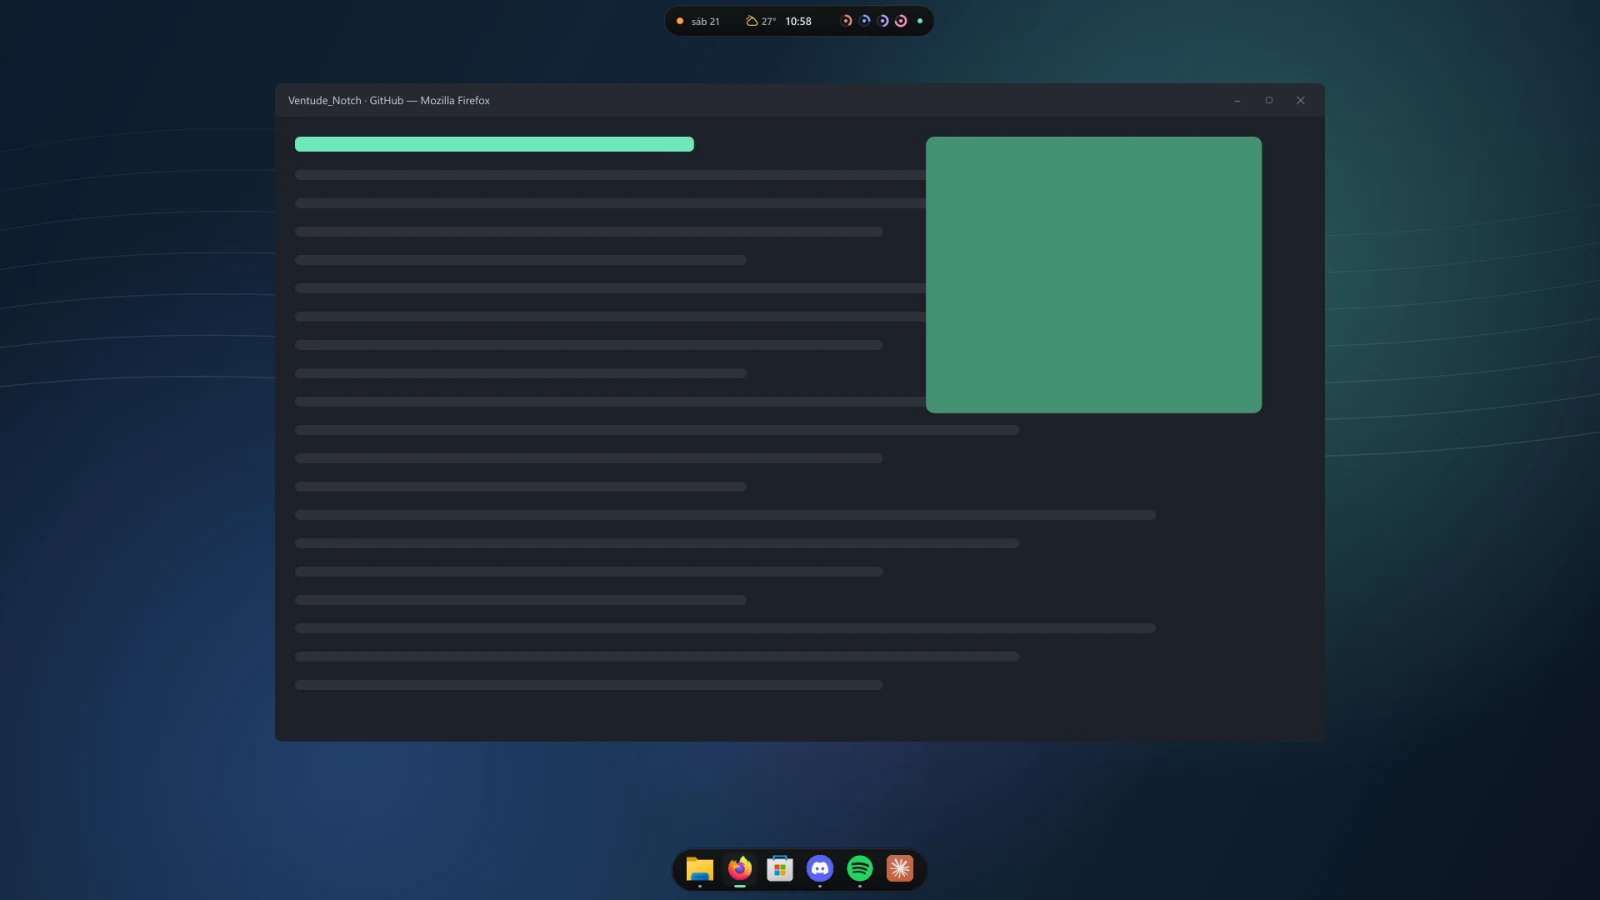 sáb 21 27° 10:58
Ventude_Notch · GitHub — Mozilla Firefox